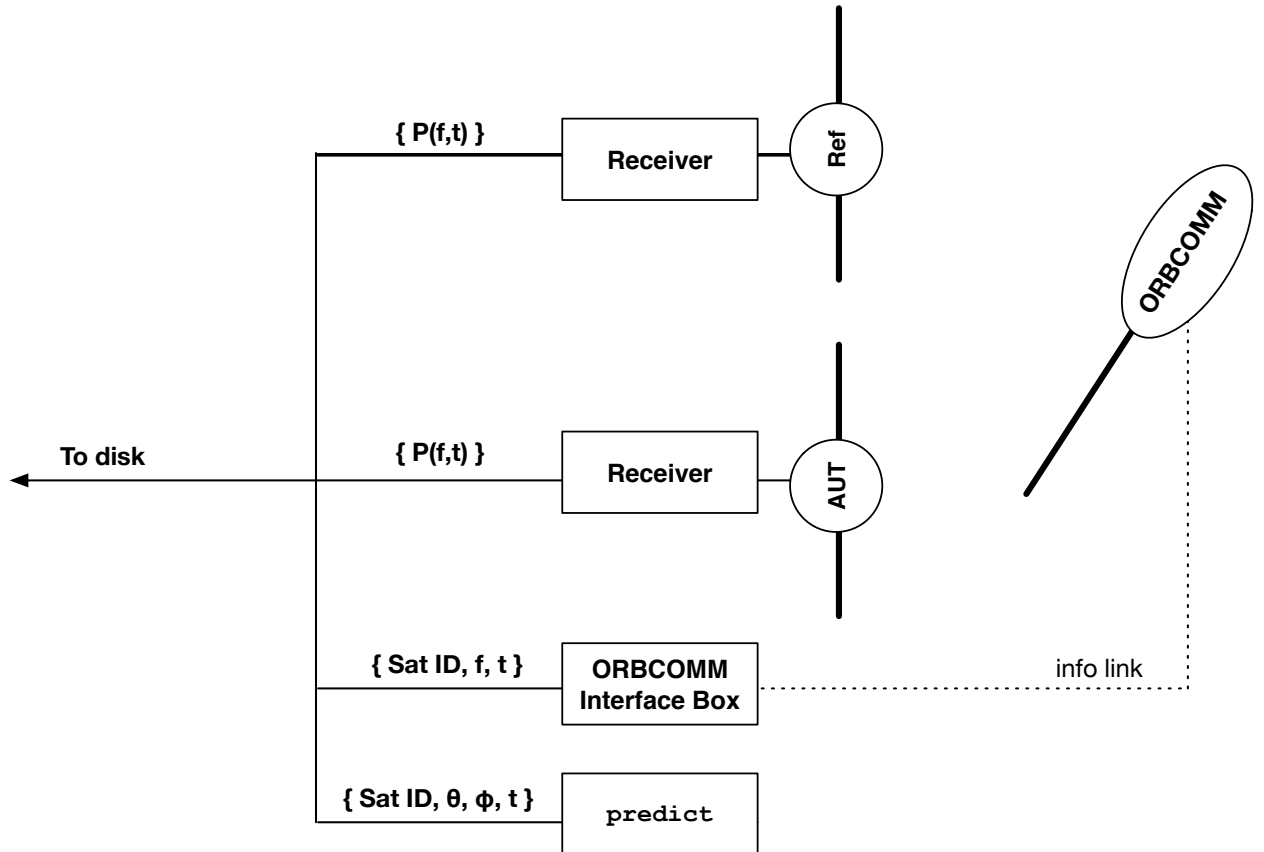 { P(f,t) }
Receiver
Ref
ORBCOMM
To disk
{ P(f,t) }
Receiver
AUT
{ Sat ID, f, t }
ORBCOMM
Interface Box
info link
{ Sat ID, θ, ϕ, t }
predict